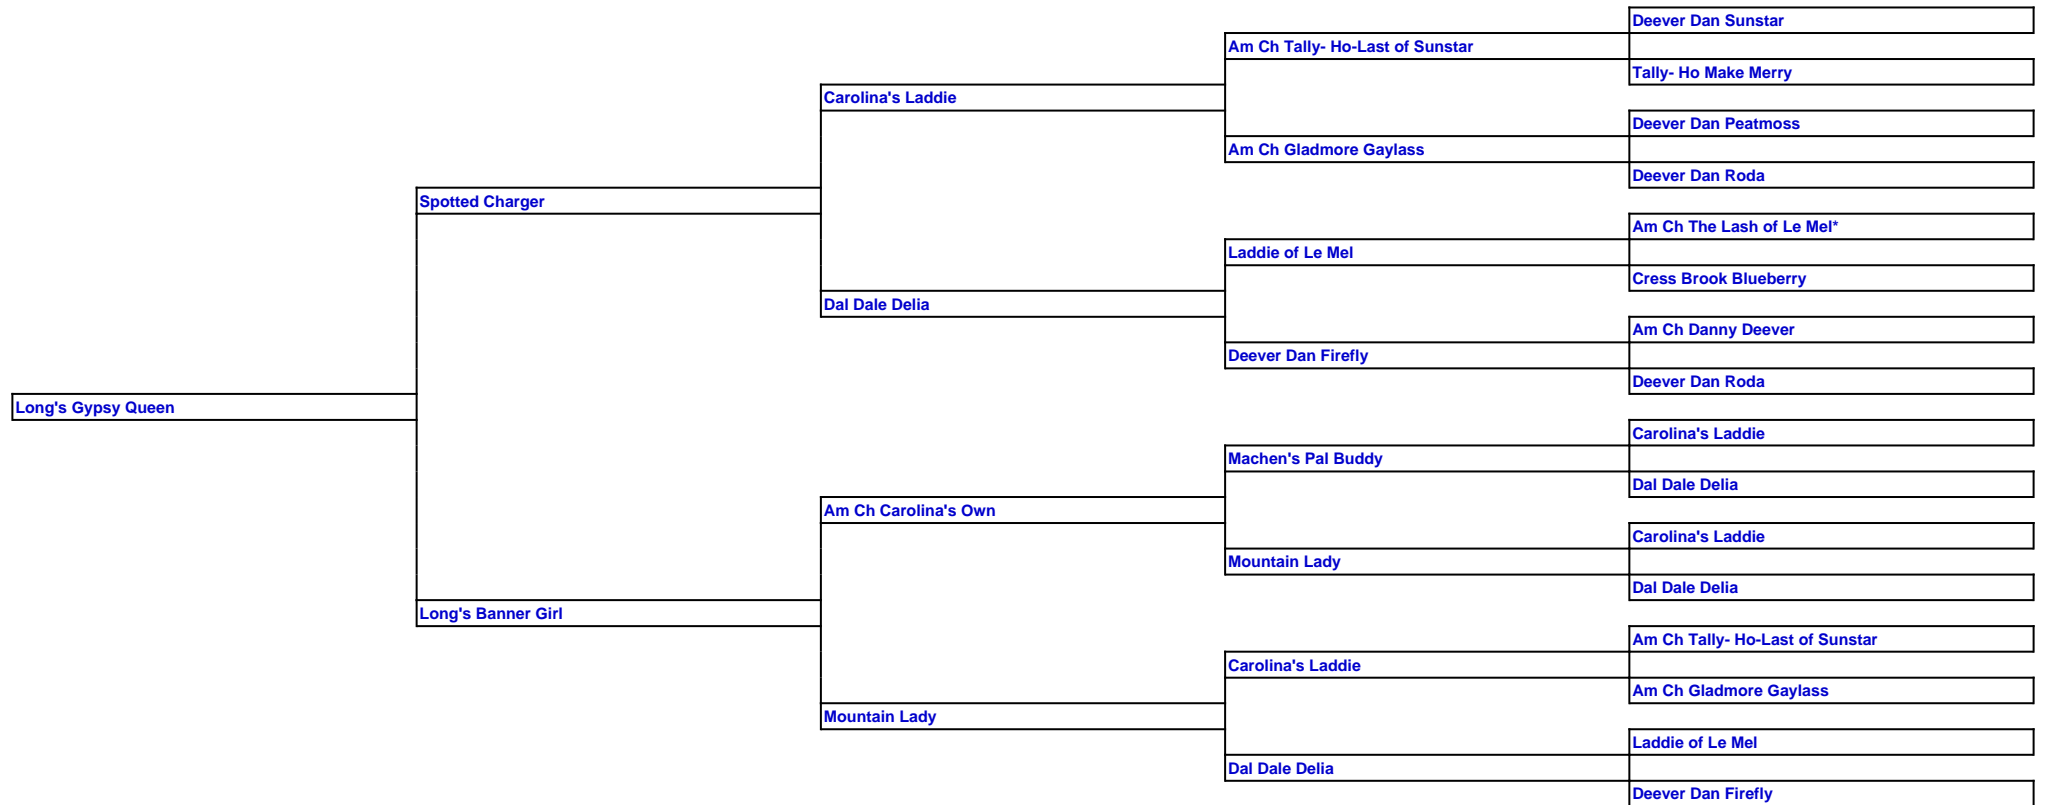 Deever Dan Sunstar
Am Ch Tally- Ho-Last of Sunstar
Tally- Ho Make Merry
Carolina's Laddie
Deever Dan Peatmoss
Am Ch Gladmore Gaylass
Deever Dan Roda
Spotted Charger
Am Ch The Lash of Le Mel*
Laddie of Le Mel
Cress Brook Blueberry
Dal Dale Delia
Am Ch Danny Deever
Deever Dan Firefly
Deever Dan Roda
Long's Gypsy Queen
Carolina's Laddie
Machen's Pal Buddy
Dal Dale Delia
Am Ch Carolina's Own
Carolina's Laddie
Mountain Lady
Dal Dale Delia
Long's Banner Girl
Am Ch Tally- Ho-Last of Sunstar
Carolina's Laddie
Am Ch Gladmore Gaylass
Mountain Lady
Laddie of Le Mel
Dal Dale Delia
Deever Dan Firefly